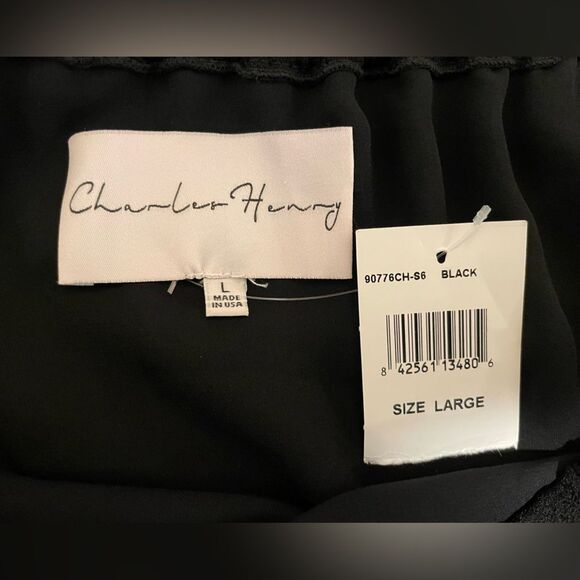 Charles Henry
L
MADE
IN USA
90776CH-S6 BLACK
8 42561 13480 6
SIZE LARGE